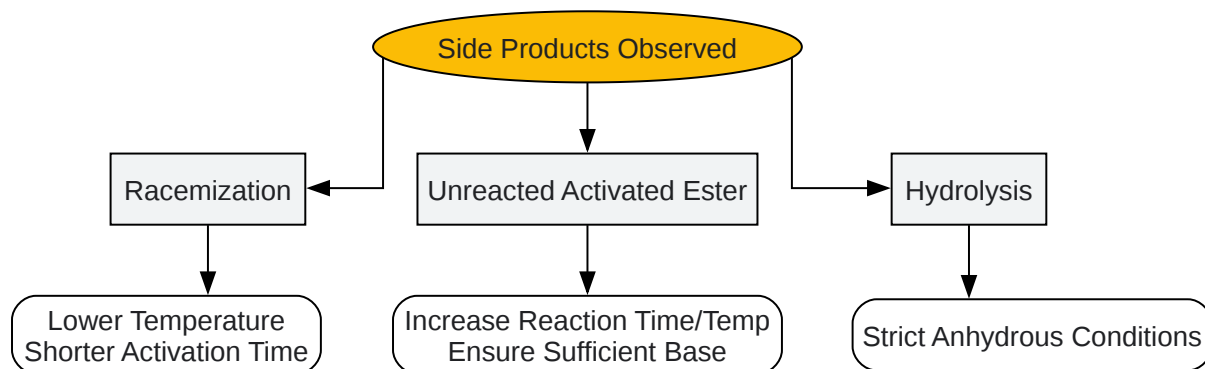 Side Products Observed
Racemization
Unreacted Activated Ester
Hydrolysis
Lower Temperature
Shorter Activation Time
Increase Reaction Time/Temp
Ensure Sufficient Base
Strict Anhydrous Conditions